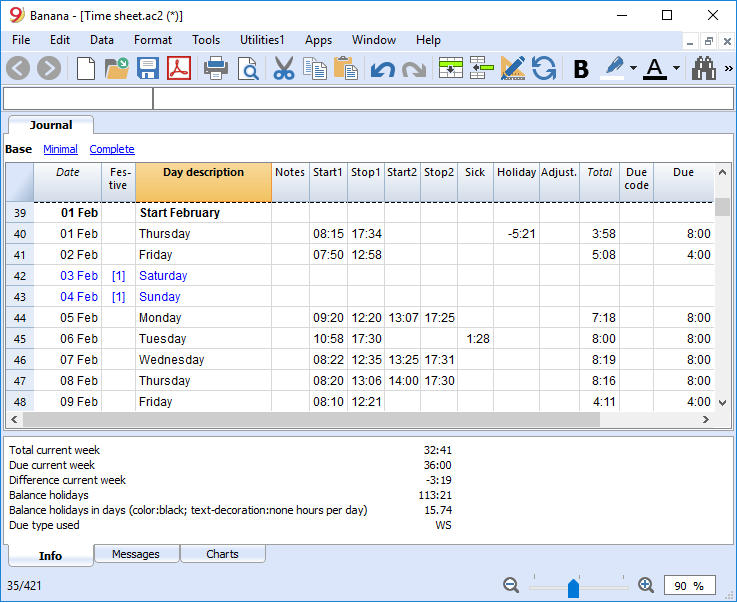 Banana - [Time sheet.ac2 (*)]
File Edit Data Format Tools Utilities1 Apps Window Help
B A »
Journal
Base Minimal Complete
Date Fes-tive Day description Notes Start1 Stop1 Start2 Stop2 Sick Holiday Adjust. Total Due code Due
39 01 Feb Start February
40 01 Feb Thursday 08:15 17:34 -5:21 3:58 8:00
41 02 Feb Friday 07:50 12:58 5:08 4:00
42 03 Feb [1] Saturday
43 04 Feb [1] Sunday
44 05 Feb Monday 09:20 12:20 13:07 17:25 7:18 8:00
45 06 Feb Tuesday 10:58 17:30 1:28 8:00 8:00
46 07 Feb Wednesday 08:22 12:35 13:25 17:31 8:19 8:00
47 08 Feb Thursday 08:20 13:06 14:00 17:30 8:16 8:00
48 09 Feb Friday 08:10 12:21 4:11 4:00
Total current week 32:41
Due current week 36:00
Difference current week -3:19
Balance holidays 113:21
Balance holidays in days (color:black; text-decoration:none hours per day) 15.74
Due type used WS
Info Messages Charts
35/421 90 %